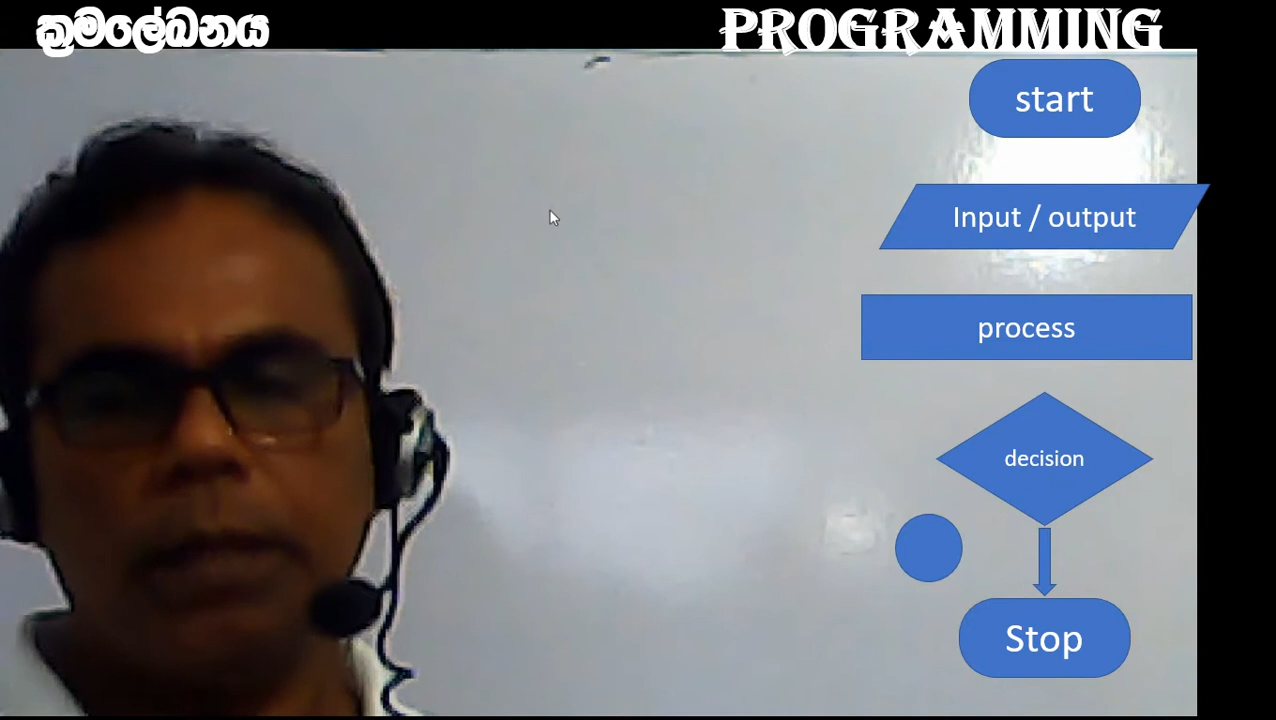 ක්‍රමලේඛනය
PROGRAMMING
start
Input / output
process
decision
Stop